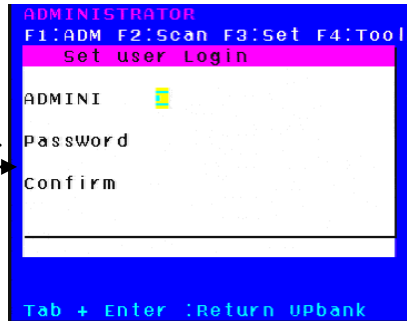 ADMINISTRATOR
F1:ADM F2:Scan F3:Set F4:Tool
Set user Login
ADMINI
PassWord
Confirm
Tab + Enter :Return UPbank